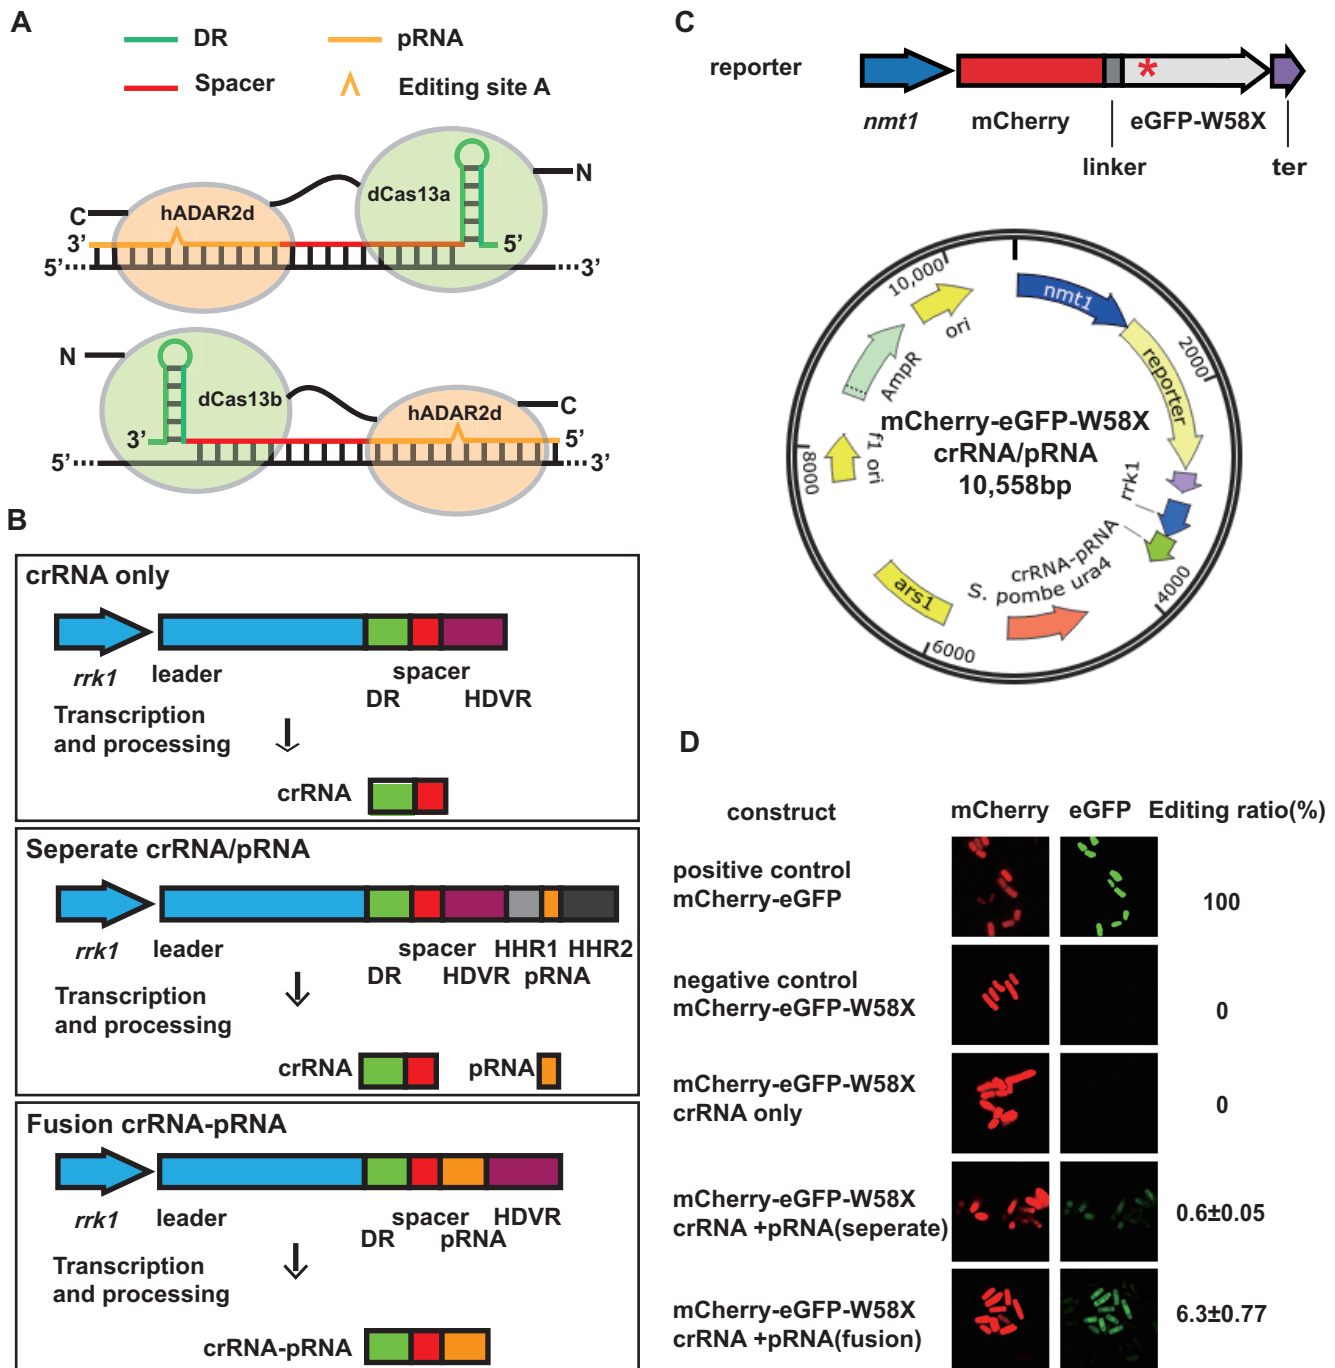 A
DR
pRNA
Spacer
Editing site A
N
dCas13a
C
hADAR2d
3’
5’
5’
3’
N
dCas13b
hADAR2d
C
3’
5’
5’
3’
B
crRNA only
rrk1
leader
spacer
DR
HDVR
Transcription
and processing
crRNA
Seperate crRNA/pRNA
rrk1
leader
spacer
HHR1
HHR2
DR
HDVR
pRNA
Transcription
and processing
crRNA
pRNA
Fusion crRNA-pRNA
rrk1
leader
spacer
HDVR
DR
pRNA
Transcription
and processing
crRNA-pRNA
C
reporter
*
nmt1
mCherry
eGFP-W58X
linker
ter
10,000
nmt1
ori
2000
reporter
AmpR
mCherry-eGFP-W58X
crRNA/pRNA
10,558bp
8000
f1 ori
rrk1
crRNA-pRNA
S. pombe ura4
4000
ars1
6000
D
construct
mCherry
eGFP
Editing ratio(%)
positive control
mCherry-eGFP
100
negative control
mCherry-eGFP-W58X
0
mCherry-eGFP-W58X
crRNA only
0
mCherry-eGFP-W58X
crRNA +pRNA(seperate)
0.6±0.05
mCherry-eGFP-W58X
crRNA +pRNA(fusion)
6.3±0.77